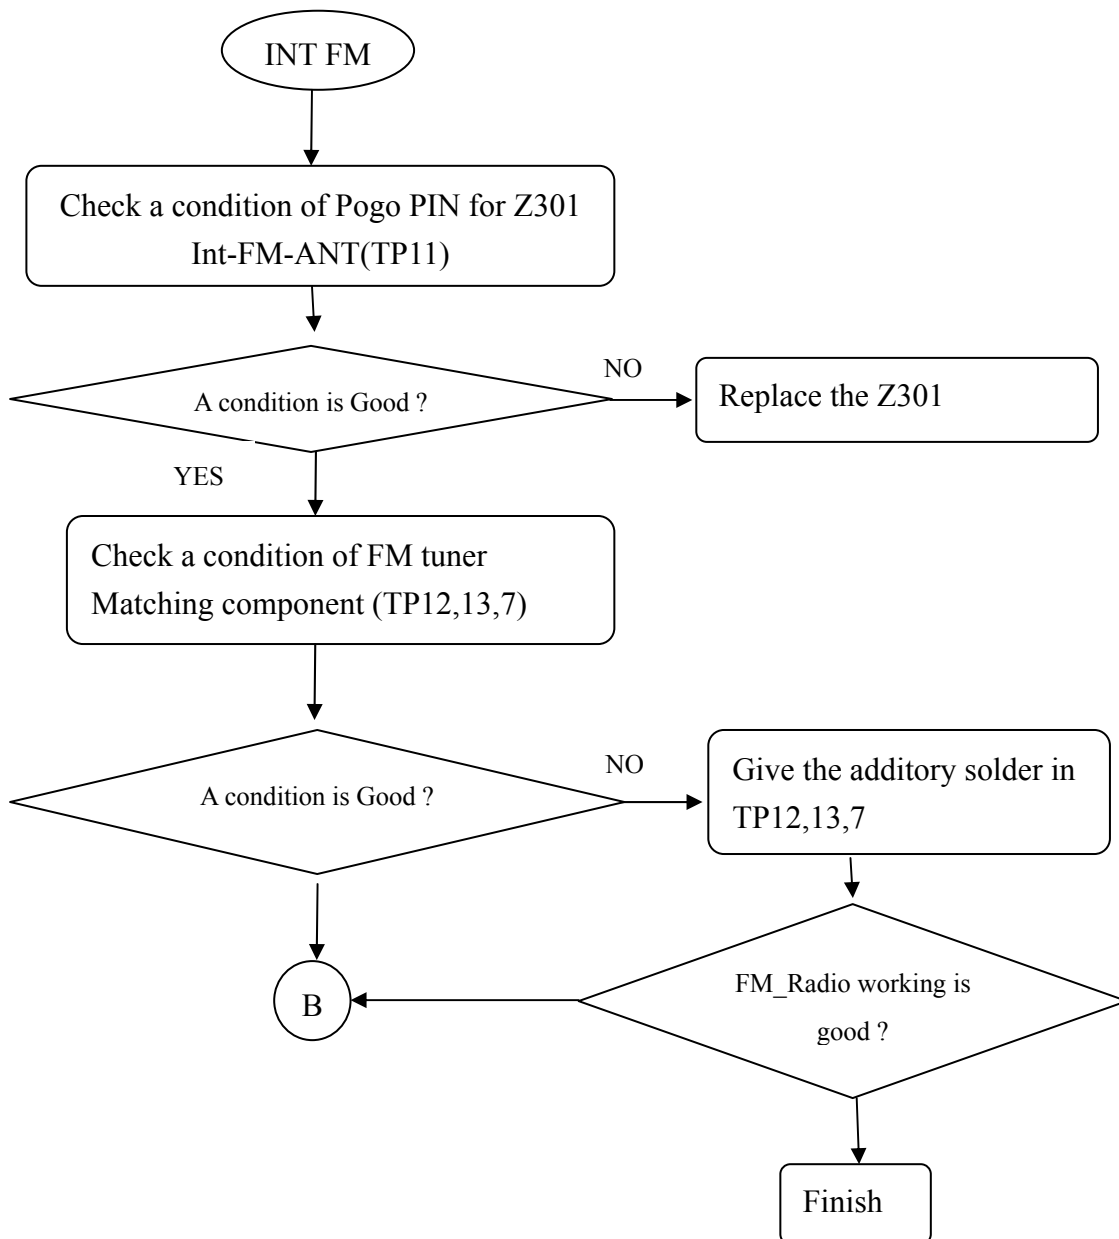 INT FM
Check a condition of Pogo PIN for Z301
Int-FM-ANT(TP11)
A condition is Good ?
NO
Replace the Z301
YES
Check a condition of FM tuner
Matching component (TP12,13,7)
A condition is Good ?
NO
Give the additory solder in
TP12,13,7
B
FM_Radio working is
good ?
Finish